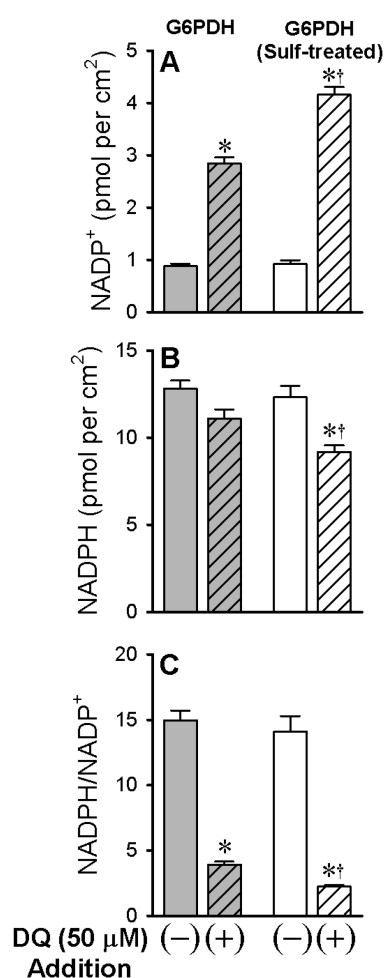 G6PDH
G6PDH
(Sulf-treated)
A
NADP⁺ (pmol per cm²)
5
4
3
2
1
0
*
*†
B
NADPH (pmol per cm²)
15
10
5
0
*†
C
NADPH/NADP⁺
20
15
10
5
0
*
*†
DQ (50 μM) (−) (+) (−) (+)
Addition